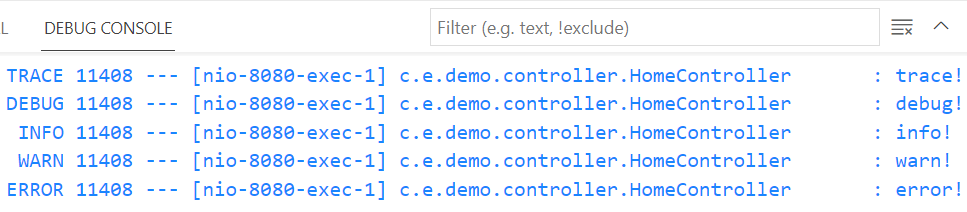 L DEBUG CONSOLE Filter (e.g. text, !exclude)
TRACE 11408 --- [nio-8080-exec-1] c.e.demo.controller.HomeController : trace!
DEBUG 11408 --- [nio-8080-exec-1] c.e.demo.controller.HomeController : debug!
INFO 11408 --- [nio-8080-exec-1] c.e.demo.controller.HomeController : info!
WARN 11408 --- [nio-8080-exec-1] c.e.demo.controller.HomeController : warn!
ERROR 11408 --- [nio-8080-exec-1] c.e.demo.controller.HomeController : error!